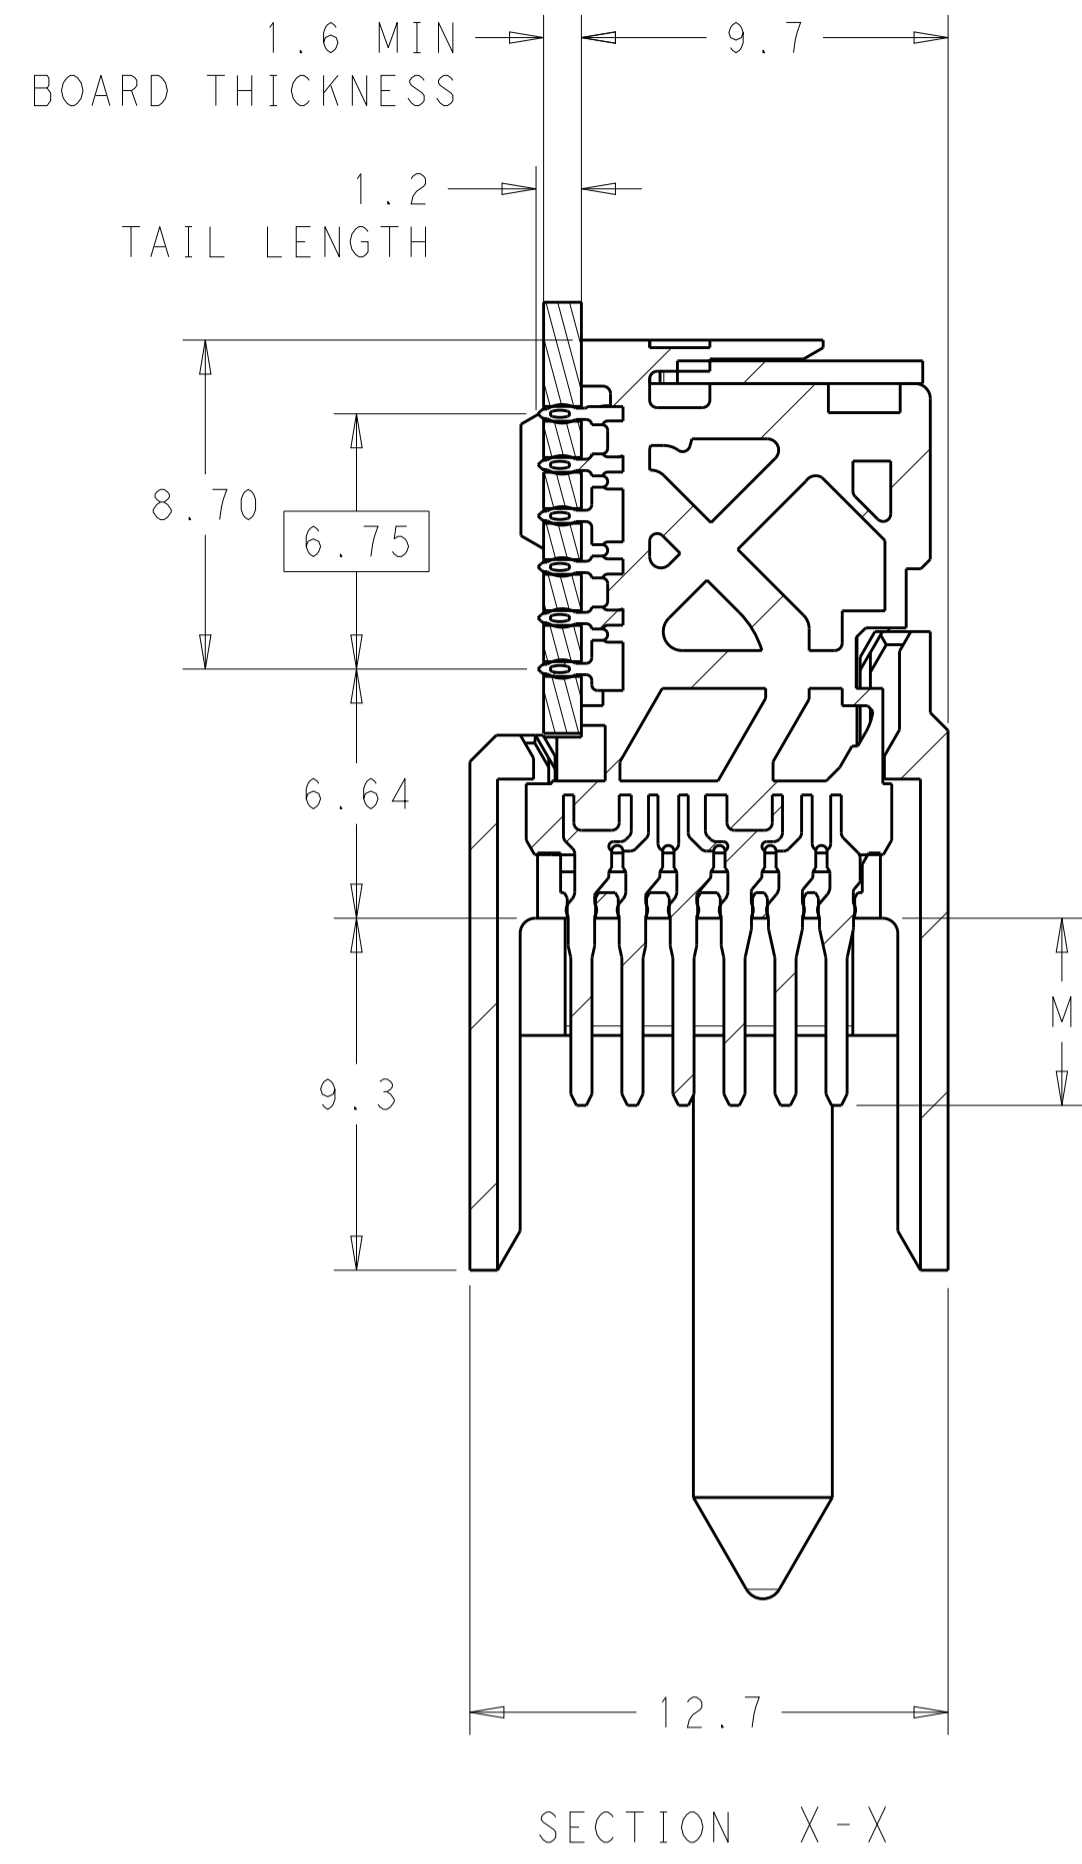 1.6 MIN
BOARD THICKNESS
9.7
1.2
TAIL LENGTH
8.70
6.75
6.64
9.3
M
12.7
SECTION X-X